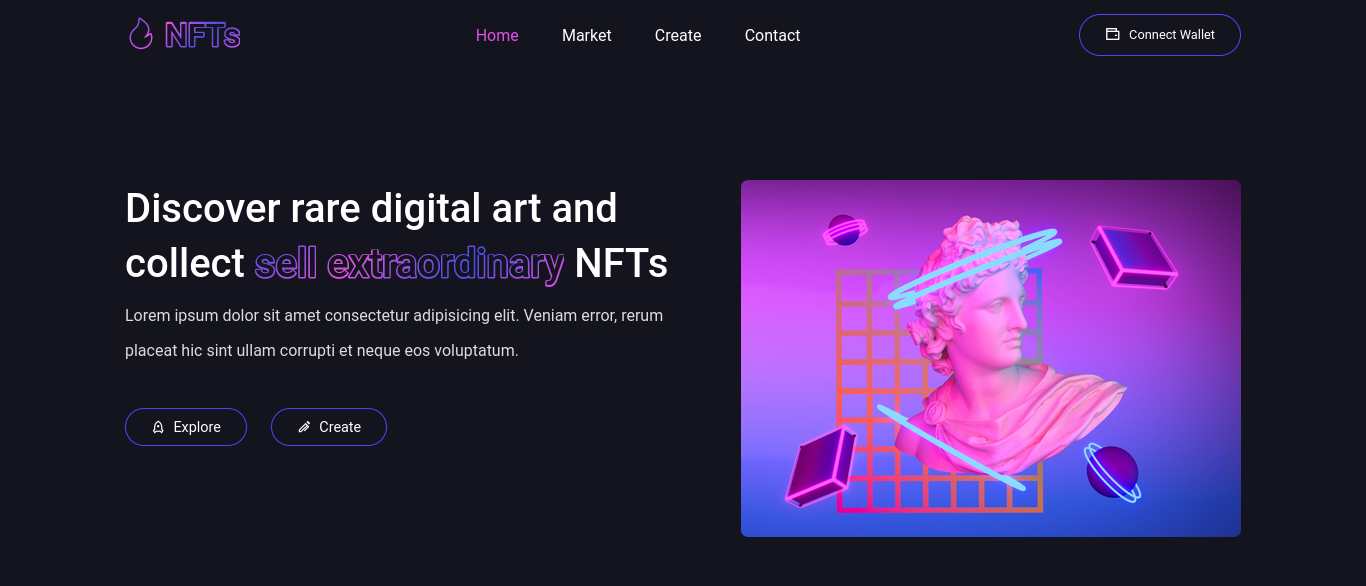 NFTs
Home
Market
Create
Contact
Connect Wallet
Discover rare digital art and
collect sell extraordinary NFTs
Lorem ipsum dolor sit amet consectetur adipisicing elit. Veniam error, rerum
placeat hic sint ullam corrupti et neque eos voluptatum.
Explore
Create